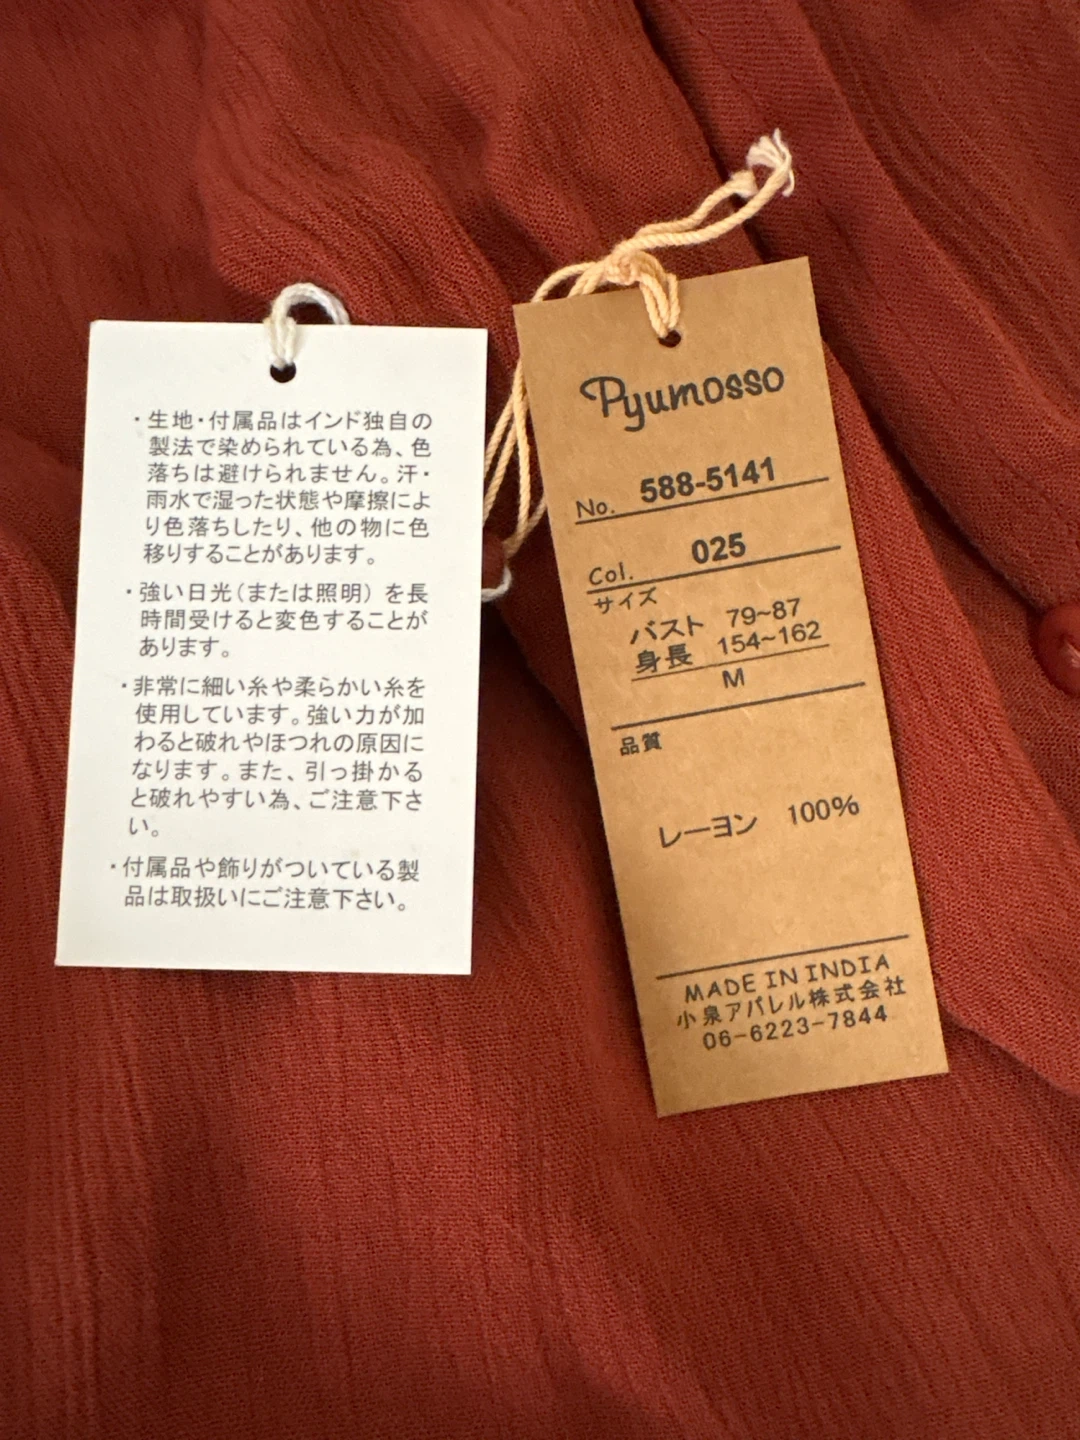 ・生地・付属品はインド独自の
製法で染められている為、色
落ちは避けられません。汗・
雨水で湿った状態や摩擦によ
り色落ちしたり、他の物に色
移りすることがあります。
・強い日光(または照明) を長
時間受けると変色することが
あります。
・非常に細い糸や柔らかい糸を
使用しています。強い力が加
わると破れやほつれの原因に
なります。また、引っ掛かる
と破れやすい為、ご注意下さ
い。
・付属品や飾りがついている製
品は取扱いにご注意下さい。
Pyumosso
No. 588-5141
Col. 025
サイズ
バスト 79~87
身長 154~162
M
品質
レーヨン 100%
MADE IN INDIA
小泉アパレル株式会社
06-6223-7844